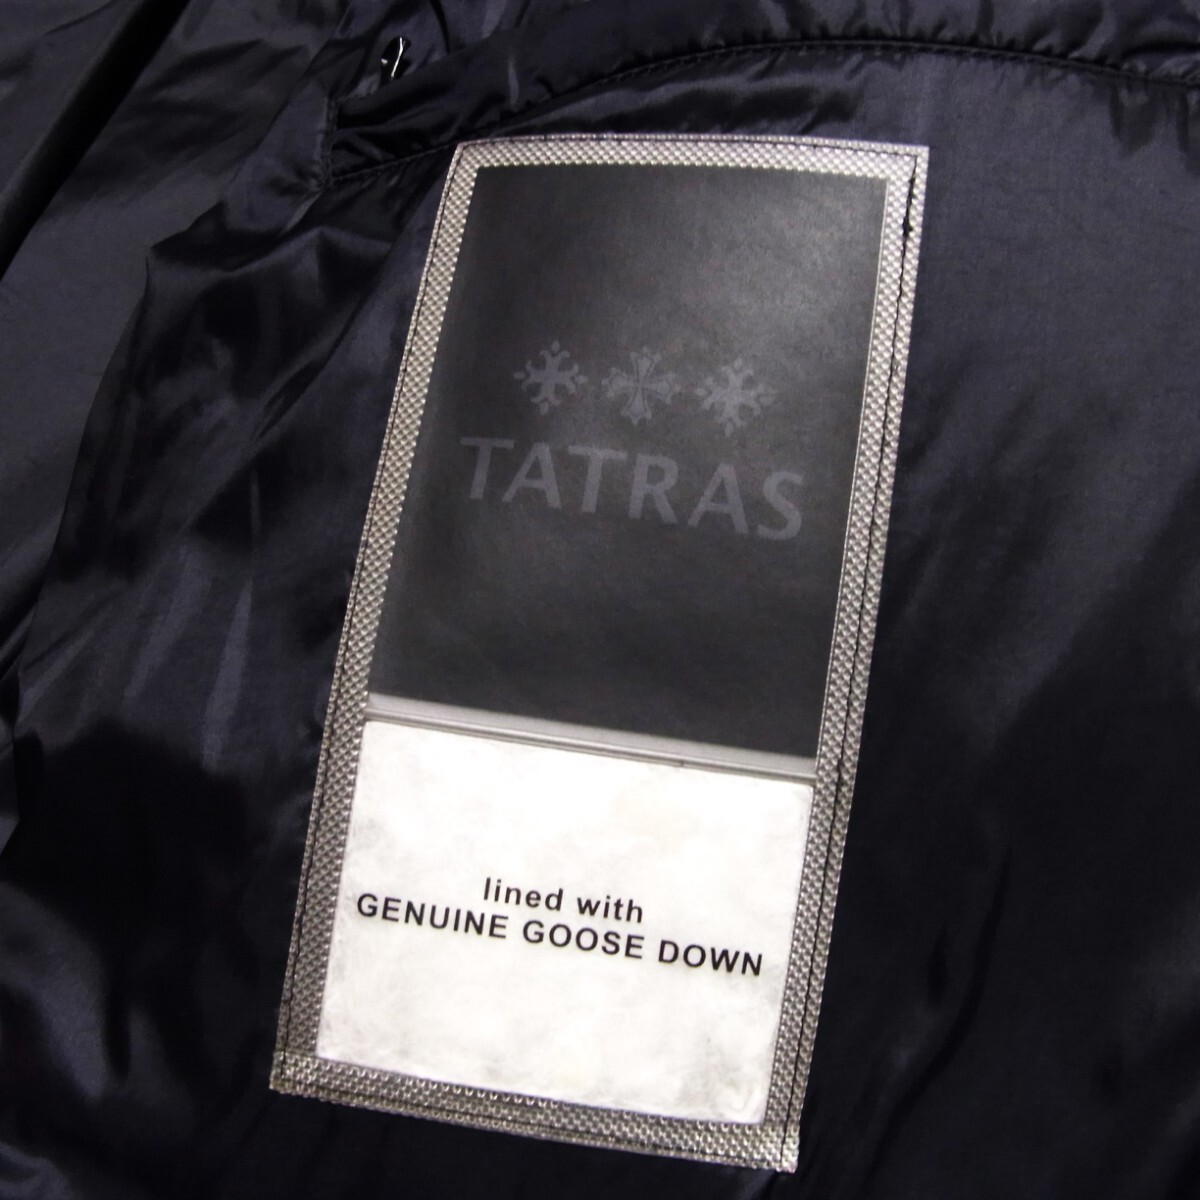 TATRAS
lined with
GENUINE GOOSE DOWN